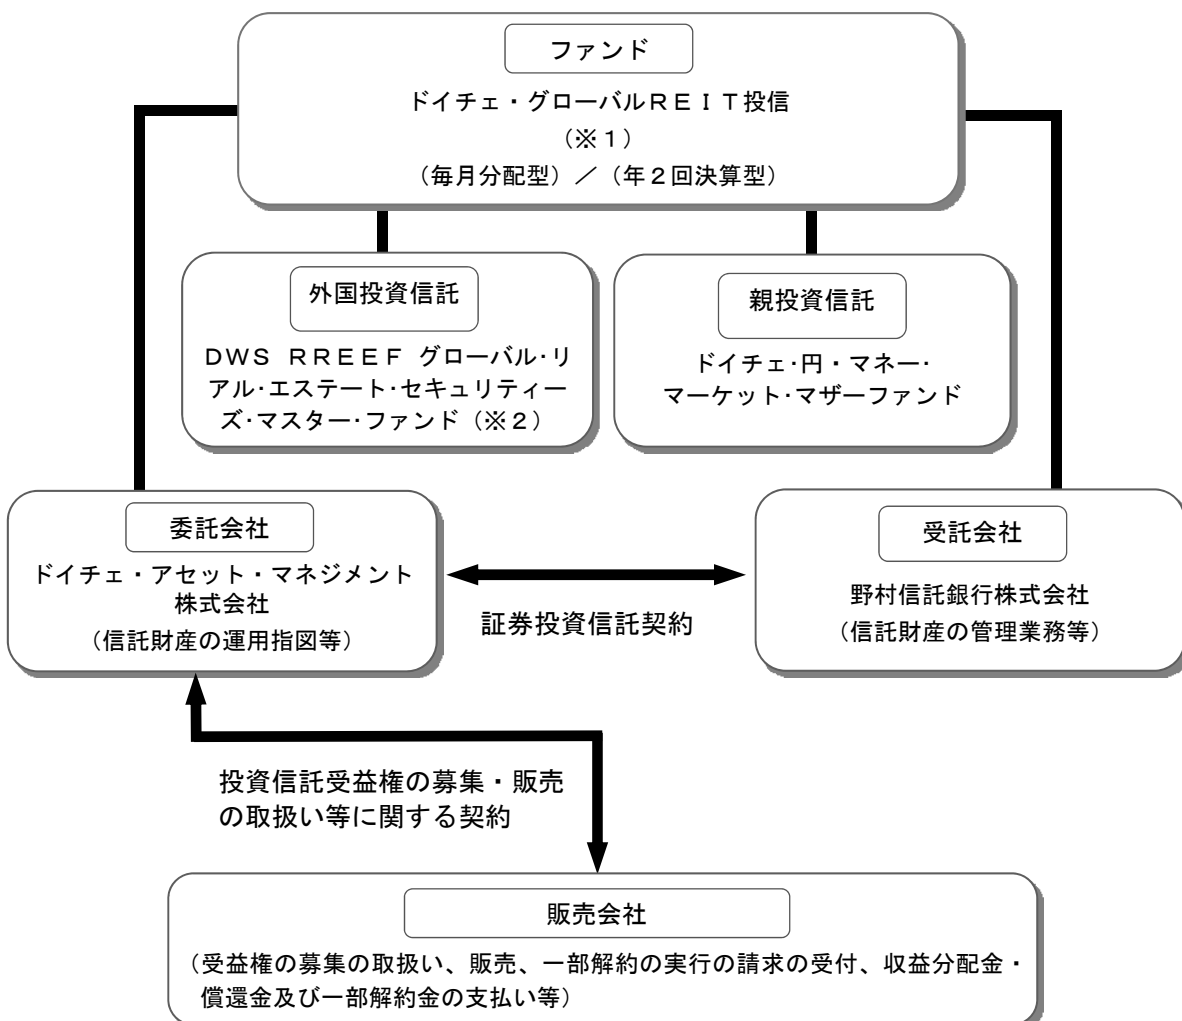 ファンド
ドイチェ・グローバルＲＥＩＴ投信
（※１）
（毎月分配型）／（年２回決算型）
外国投資信託
ＤＷＳ ＲＲＥＥＦ グローバル・リ
アル・エステート・セキュリティー
ズ・マスター・ファンド（※２）
親投資信託
ドイチェ・円・マネー・
マーケット・マザーファンド
委託会社
ドイチェ・アセット・マネジメント
株式会社
（信託財産の運用指図等）
証券投資信託契約
受託会社
野村信託銀行株式会社
（信託財産の管理業務等）
投資信託受益権の募集・販売
の取扱い等に関する契約
販売会社
（受益権の募集の取扱い、販売、一部解約の実行の請求の受付、収益分配金・
償還金及び一部解約金の支払い等）